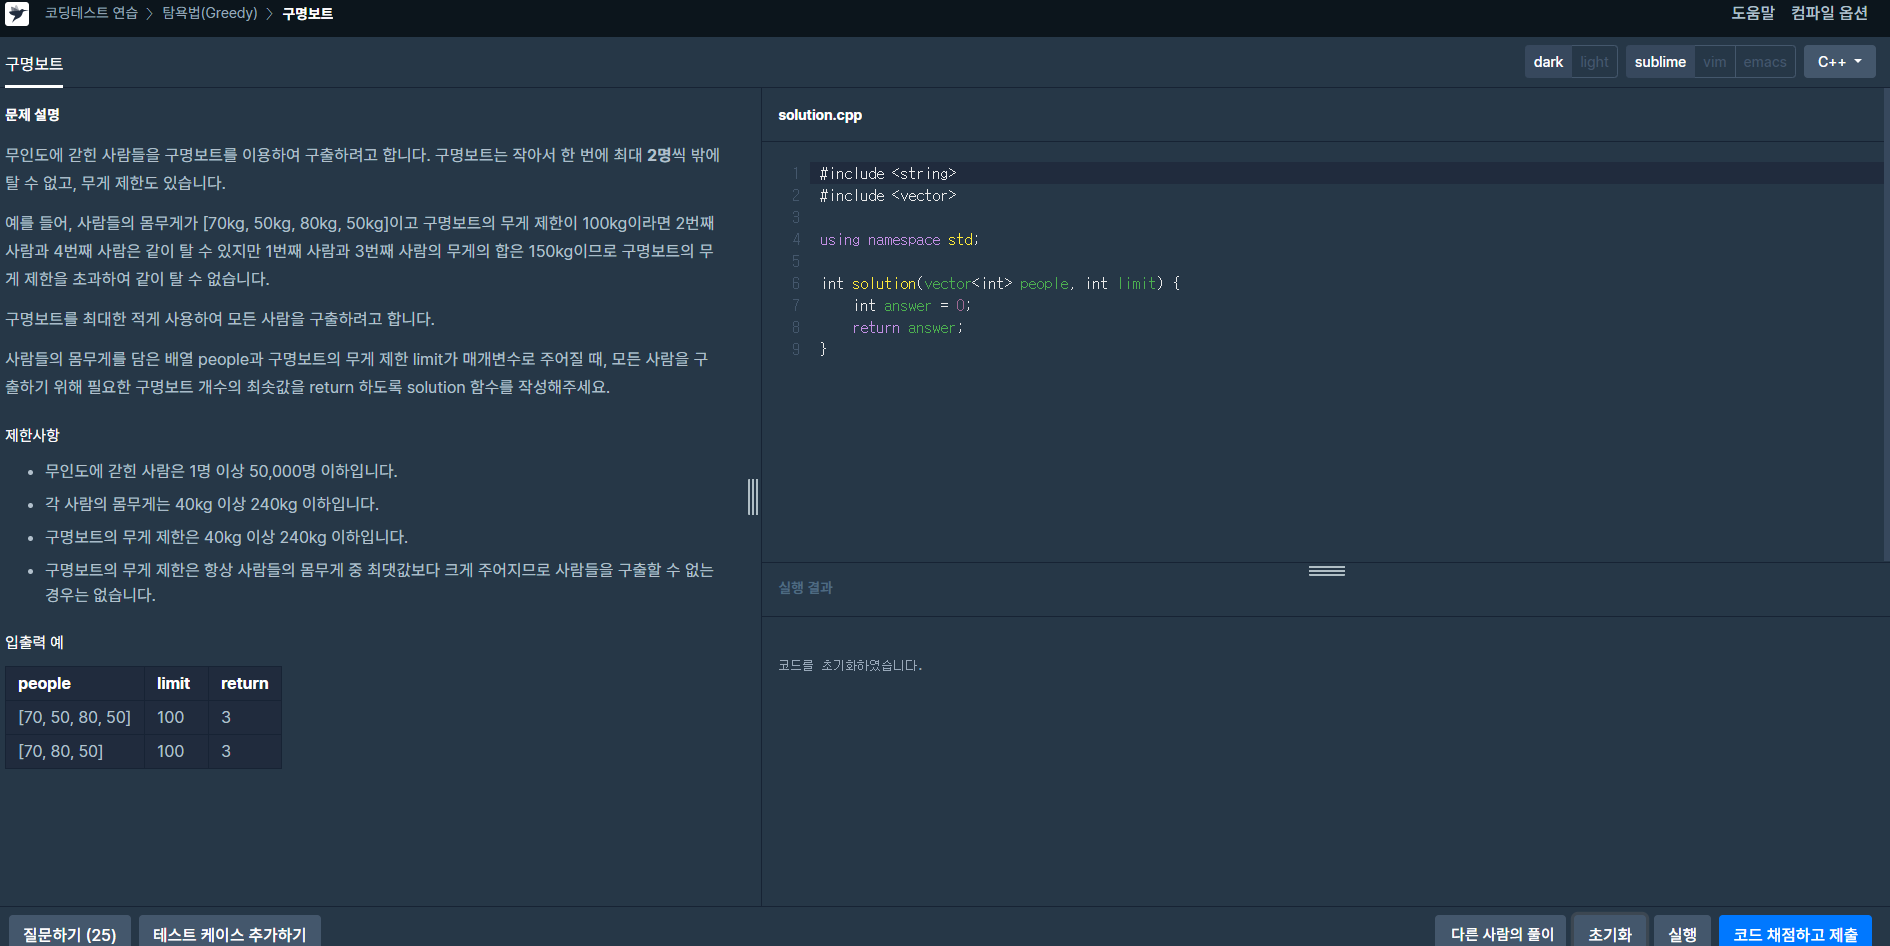 코딩테스트 연습 > 탐욕법(Greedy) > 구명보트
도움말 컴파일 옵션
구명보트
dark light sublime vim emacs C++
문제 설명
무인도에 갇힌 사람들을 구명보트를 이용하여 구출하려고 합니다. 구명보트는 작아서 한 번에 최대 2명씩 밖에
탈 수 없고, 무게 제한도 있습니다.
예를 들어, 사람들의 몸무게가 [70kg, 50kg, 80kg, 50kg]이고 구명보트의 무게 제한이 100kg이라면 2번째
사람과 4번째 사람은 같이 탈 수 있지만 1번째 사람과 3번째 사람의 무게의 합은 150kg이므로 구명보트의 무
게 제한을 초과하여 같이 탈 수 없습니다.
구명보트를 최대한 적게 사용하여 모든 사람을 구출하려고 합니다.
사람들의 몸무게를 담은 배열 people과 구명보트의 무게 제한 limit가 매개변수로 주어질 때, 모든 사람을 구
출하기 위해 필요한 구명보트 개수의 최솟값을 return 하도록 solution 함수를 작성해주세요.
제한사항
• 무인도에 갇힌 사람은 1명 이상 50,000명 이하입니다.
• 각 사람의 몸무게는 40kg 이상 240kg 이하입니다.
• 구명보트의 무게 제한은 40kg 이상 240kg 이하입니다.
• 구명보트의 무게 제한은 항상 사람들의 몸무게 중 최댓값보다 크게 주어지므로 사람들을 구출할 수 없는
경우는 없습니다.
입출력 예
people limit return
[70, 50, 80, 50] 100 3
[70, 80, 50] 100 3
solution.cpp
1 #include <string>
2 #include <vector>
3
4 using namespace std;
5
6 int solution(vector<int> people, int limit) {
7     int answer = 0;
8     return answer;
9 }
실행 결과
코드를 초기화하였습니다.
질문하기 (25) 테스트 케이스 추가하기
다른 사람의 풀이 초기화 실행 코드 채점하고 제출